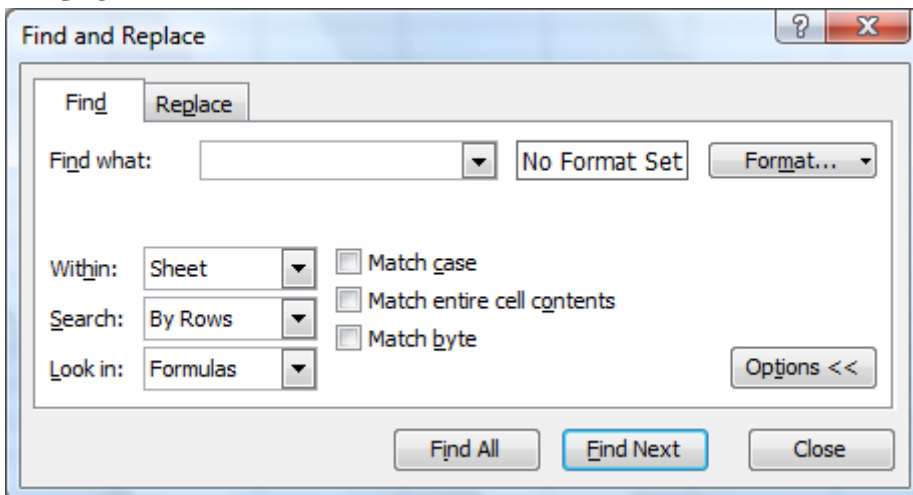 Find and Replace
Find Replace
Find what: No Format Set Format...
Within: Sheet Match case
Match entire cell contents
Search: By Rows
Match byte
Look in: Formulas Options <<
Find All Find Next Close